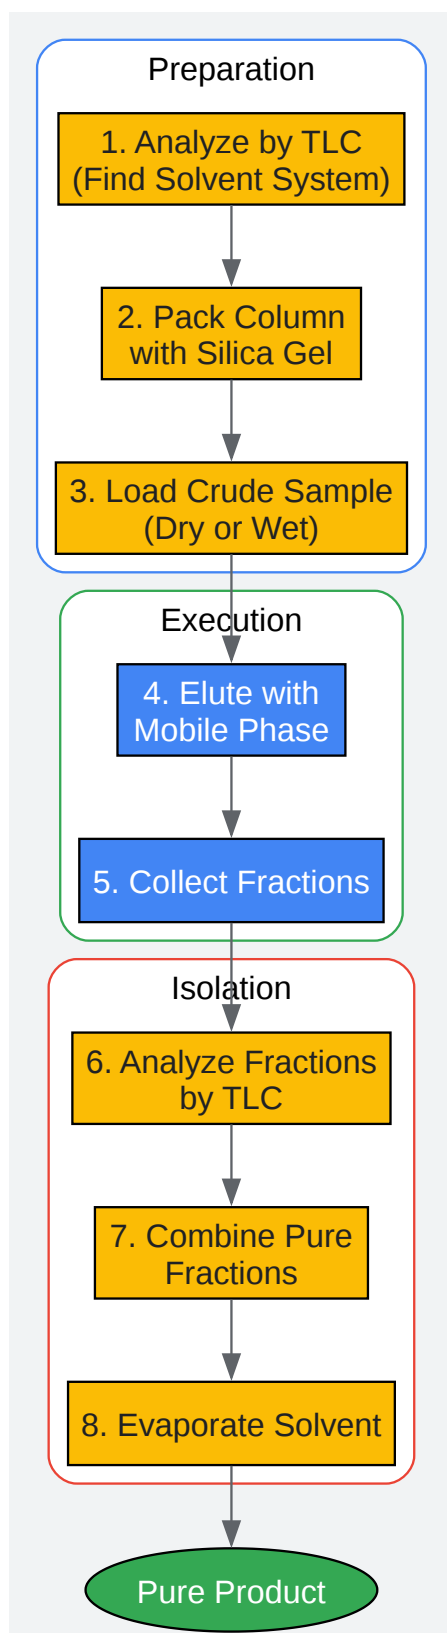 Preparation
1. Analyze by TLC
(Find Solvent System)
2. Pack Column
with Silica Gel
3. Load Crude Sample
(Dry or Wet)
Execution
4. Elute with
Mobile Phase
5. Collect Fractions
Isolation
6. Analyze Fractions
by TLC
7. Combine Pure
Fractions
8. Evaporate Solvent
Pure Product